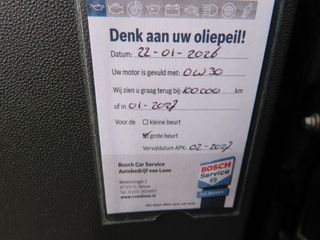 Denk aan uw oliepeil!
Datum: 22-01-2026
Uw motor is gevuld met: 0W30
Wij zien u graag terug bij: 100.000 km
of in 01-2027
Voor de kleine beurt
grote beurt
Vervaldatum APK: 02-2027
Bosch Car Service
Autobedrijf van Loon
BOSCH
Service